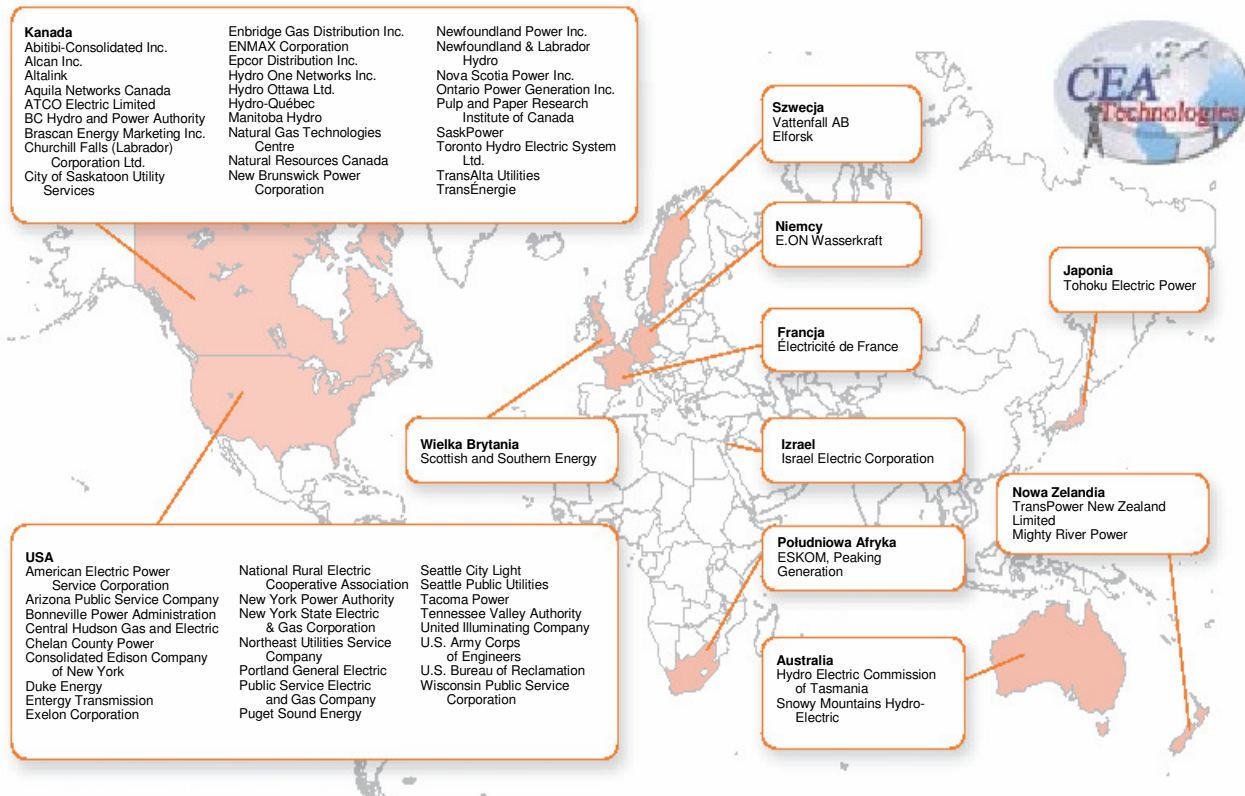 Kanada
Abitibi-Consolidated Inc.
Alcan Inc.
Altalink
Aquila Networks Canada
ATCO Electric Limited
BC Hydro and Power Authority
Brascan Energy Marketing Inc.
Churchill Falls (Labrador)
Corporation Ltd.
City of Saskatoon Utility
Services
Enbridge Gas Distribution Inc.
ENMAX Corporation
Epcor Distribution Inc.
Hydro One Networks Inc.
Hydro Ottawa Ltd.
Hydro-Québec
Manitoba Hydro
Natural Gas Technologies
Centre
Natural Resources Canada
New Brunswick Power
Corporation
Newfoundland Power Inc.
Newfoundland & Labrador
Hydro
Nova Scotia Power Inc.
Ontario Power Generation Inc.
Pulp and Paper Research
Institute of Canada
SaskPower
Toronto Hydro Electric System
Ltd.
TransAlta Utilities
TransÉnergie
CEA
Technologies
Szwecja
Vattenfall AB
Elforsk
Niemcy
E.ON Wasserkraft
Japonia
Tohoku Electric Power
Francja
Électricité de France
Wielka Brytania
Scottish and Southern Energy
Izrael
Israel Electric Corporation
Nowa Zelandia
TransPower New Zealand
Limited
Mighty River Power
USA
American Electric Power
Service Corporation
Arizona Public Service Company
Bonneville Power Administration
Central Hudson Gas and Electric
Chelan County Power
Consolidated Edison Company
of New York
Duke Energy
Entergy Transmission
Exelon Corporation
National Rural Electric
Cooperative Association
New York Power Authority
New York State Electric
& Gas Corporation
Northeast Utilities Service
Company
Portland General Electric
Public Service Electric
and Gas Company
Puget Sound Energy
Seattle City Light
Seattle Public Utilities
Tacoma Power
Tennessee Valley Authority
United Illuminating Company
U.S. Army Corps
of Engineers
U.S. Bureau of Reclamation
Wisconsin Public Service
Corporation
Południowa Afryka
ESKOM, Peaking
Generation
Australia
Hydro Electric Commission
of Tasmania
Snowy Mountains Hydro-
Electric